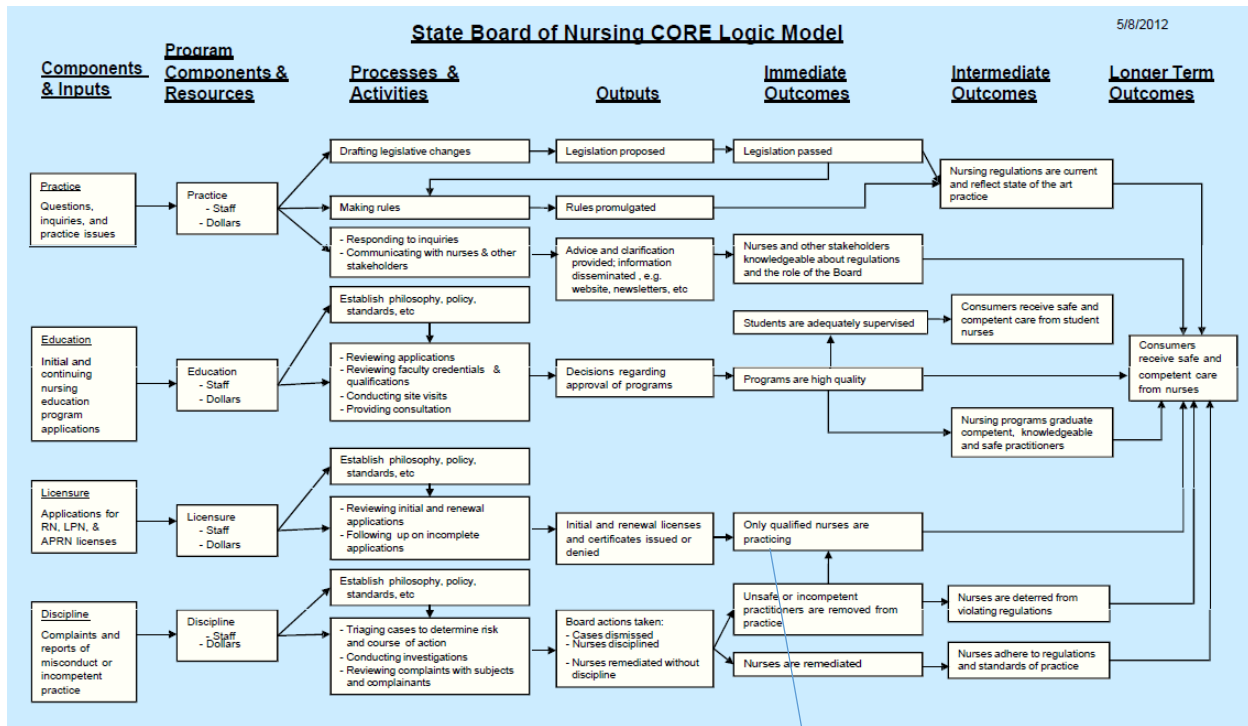 State Board of Nursing CORE Logic Model
5/8/2012
Components
& Inputs
Program
Components &
Resources
Processes &
Activities
Outputs
Immediate
Outcomes
Intermediate
Outcomes
Longer Term
Outcomes
Practice
Questions,
inquiries, and
practice issues
Practice
- Staff
- Dollars
Drafting legislative changes
Legislation proposed
Legislation passed
Making rules
Rules promulgated
Nursing regulations are current
and reflect state of the art
practice
- Responding to inquiries
- Communicating with nurses & other
stakeholders
Advice and clarification
provided; information
disseminated , e.g.
website, newsletters, etc
Nurses and other stakeholders
knowledgeable about regulations
and the role of the Board
Education
Initial and
continuing
nursing
education
program
applications
Education
- Staff
- Dollars
Establish philosophy, policy,
standards, etc
- Reviewing applications
- Reviewing faculty credentials &
qualifications
- Conducting site visits
- Providing consultation
Decisions regarding
approval of programs
Students are adequately supervised
Programs are high quality
Consumers receive safe and
competent care from student
nurses
Nursing programs graduate
competent, knowledgeable
and safe practitioners
Consumers
receive safe and
competent care
from nurses
Licensure
Applications for
RN, LPN, &
APRN licenses
Licensure
- Staff
- Dollars
Establish philosophy, policy,
standards, etc
- Reviewing initial and renewal
applications
- Following up on incomplete
applications
Initial and renewal licenses
and certificates issued or
denied
Only qualified nurses are
practicing
Discipline
Complaints and
reports of
misconduct or
incompetent
practice
Discipline
- Staff
- Dollars
Establish philosophy, policy,
standards, etc
- Triaging cases to determine risk
and course of action
- Conducting investigations
- Reviewing complaints with subjects
and complainants
Board actions taken:
- Cases dismissed
- Nurses disciplined
- Nurses remediated without
discipline
Unsafe or incompetent
practitioners are removed from
practice
Nurses are remediated
Nurses are deterred from
violating regulations
Nurses adhere to regulations
and standards of practice